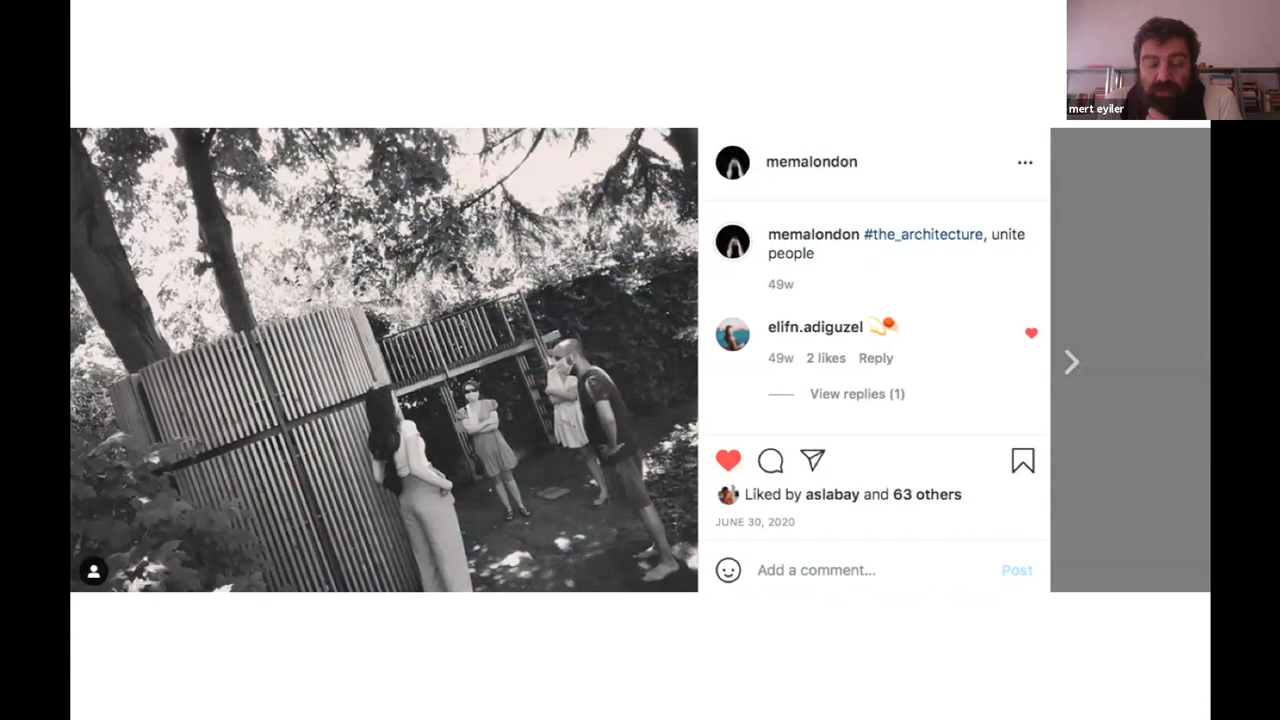 mert eyiler
memalondon
memalondon #the_architecture, unite
people
49w
elifn.adiguzel
49w 2 likes Reply
View replies (1)
Liked by aslabay and 63 others
JUNE 30, 2020
Add a comment... Post